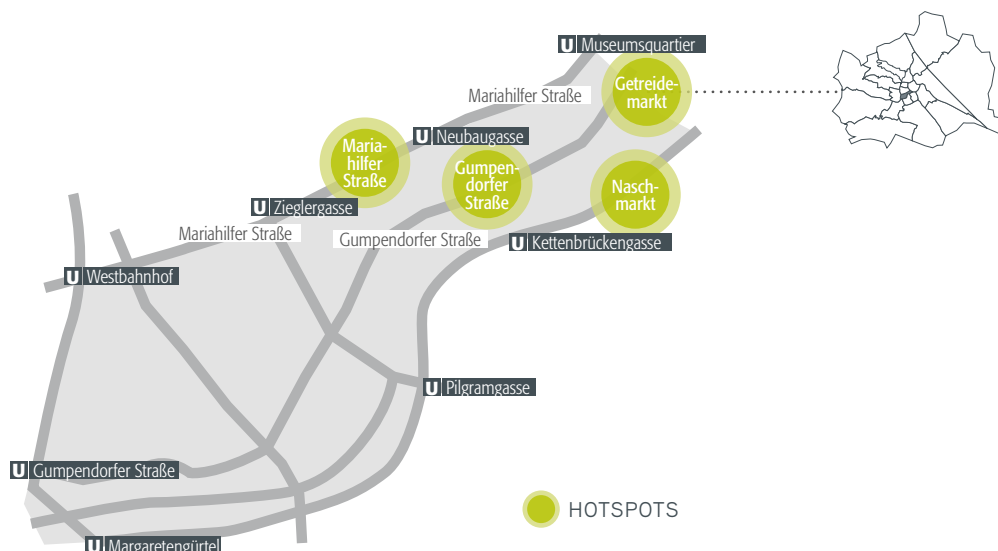 U Museumsquartier
Getreide-
markt
Mariahilfer Straße
U Neubaugasse
Maria-
hilfer
Straße
Gumpen-
dorfer
Straße
Nasch-
markt
U Zieglergasse
Mariahilfer Straße
Gumpendorfer Straße
U Kettenbrückengasse
U Westbahnhof
U Pilgramgasse
U Gumpendorfer Straße
HOTSPOTS
U Margaretengürtel